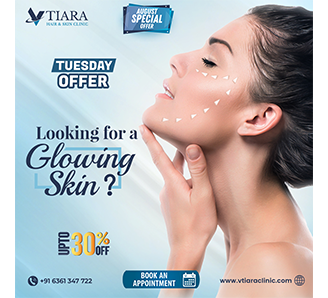 VTIARA
HAIR & SKIN CLINIC
AUGUST
SPECIAL
OFFER
TUESDAY
OFFER
Looking for a
Glowing
Skin ?
UPTO 30% OFF
+91 6361 347 722
BOOK AN
APPOINTMENT
www.vtiaraclinic.com